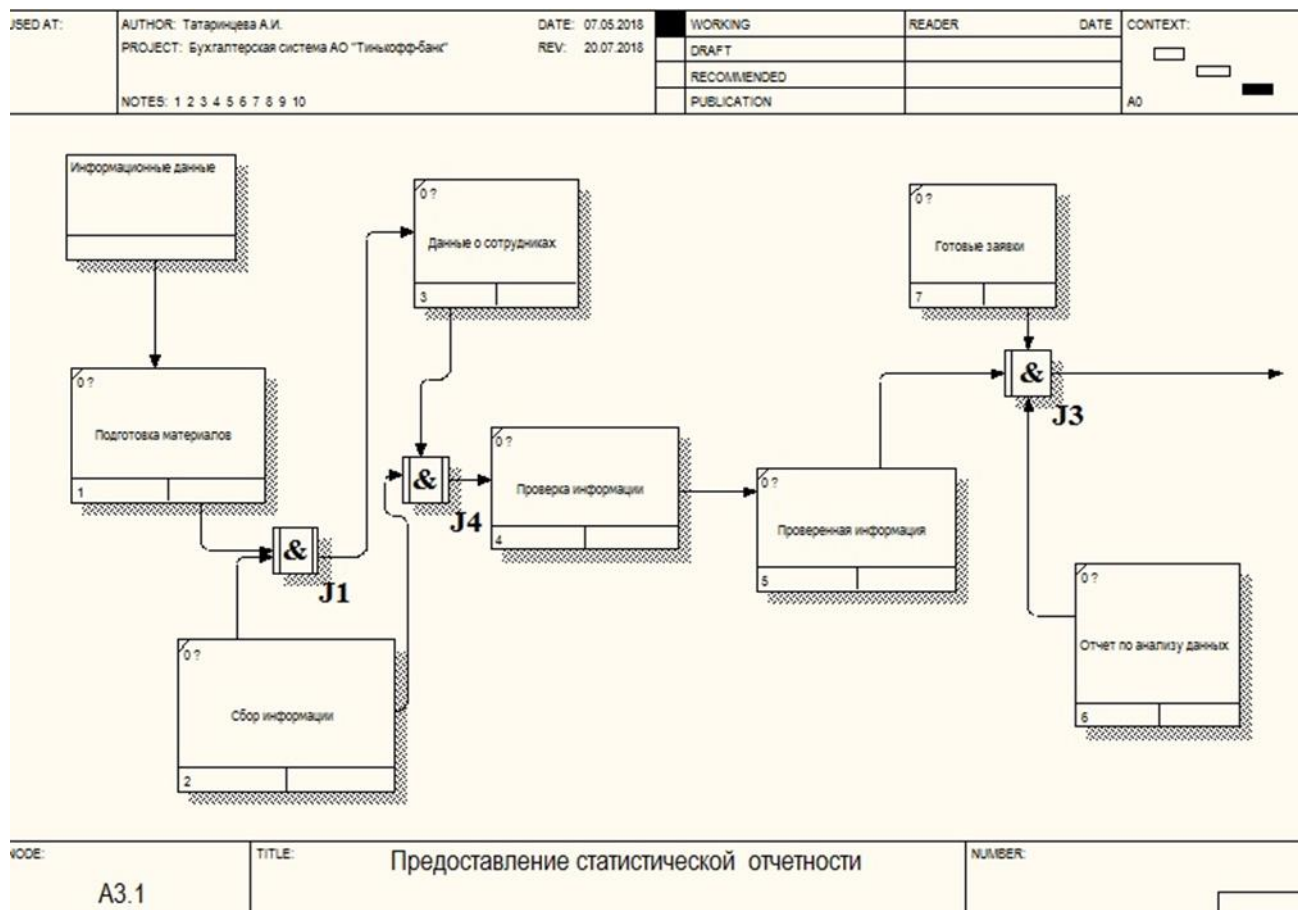 USED AT:
AUTHOR: Татаринцева А.И.
DATE: 07.05.2018
PROJECT: Бухгалтерская система АО "Тинькофф-банк"
REV: 20.07.2018
NOTES: 1 2 3 4 5 6 7 8 9 10
WORKING
DRAFT
RECOMMENDED
PUBLICATION
READER
DATE
CONTEXT:
A0
Информационные данные
0 ?
Подготовка материалов
1
&
J1
0 ?
Сбор информации
2
0 ?
Данные о сотрудниках
3
&
J4
0 ?
Проверка информации
4
0 ?
Проверенная информация
5
0 ?
Готовые заявки
7
&
J3
0 ?
Отчет по анализу данных
6
NODE:
A3.1
TITLE:
Предоставление статистической отчетности
NUMBER: